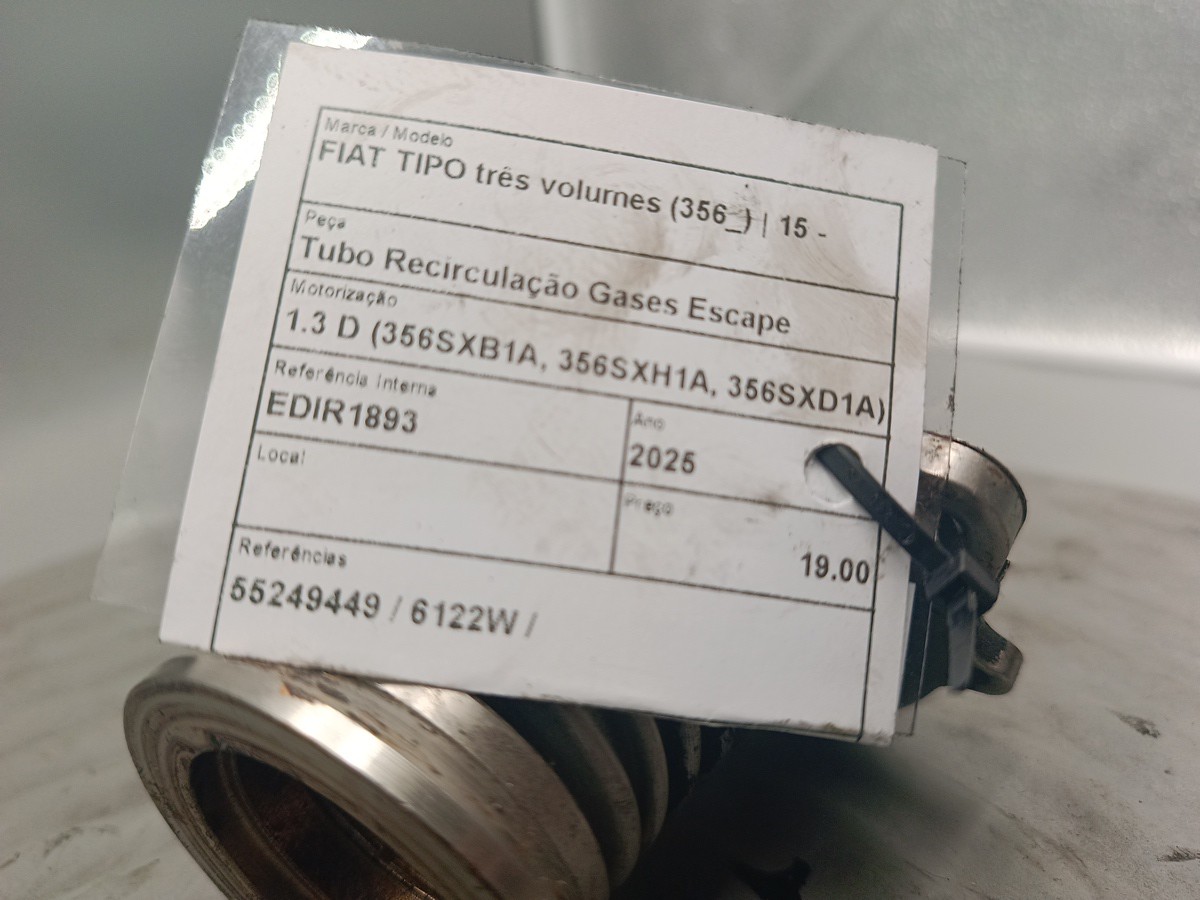 Marca / Modelo
FIAT TIPO três volumes (356_) | 15 -
Peça
Tubo Recirculação Gases Escape
Motorização
1.3 D (356SXB1A, 356SXH1A, 356SXD1A)
Referência Interna
EDIR1893
Ano
2025
Local
Preço
19.00
Referências
55249449 / 6122W /